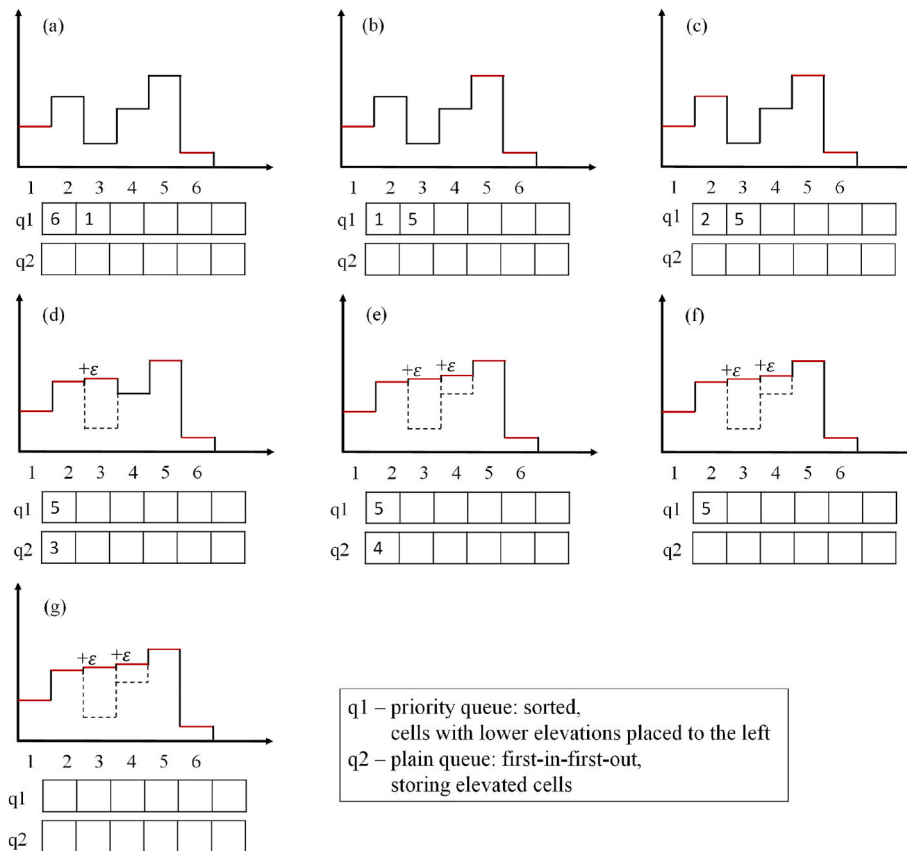 (a) (b) (c)
1 2 3 4 5 6 1 2 3 4 5 6 1 2 3 4 5 6
q1 6 1 q1 1 5 q1 2 5
q2 q2 q2
(d) (e) (f)
+ε +ε +ε +ε +ε
1 2 3 4 5 6 1 2 3 4 5 6 1 2 3 4 5 6
q1 5 q1 5 q1 5
q2 3 q2 4 q2
(g)
+ε +ε
1 2 3 4 5 6
q1
q2
q1 – priority queue: sorted,
cells with lower elevations placed to the left
q2 – plain queue: first-in-first-out,
storing elevated cells